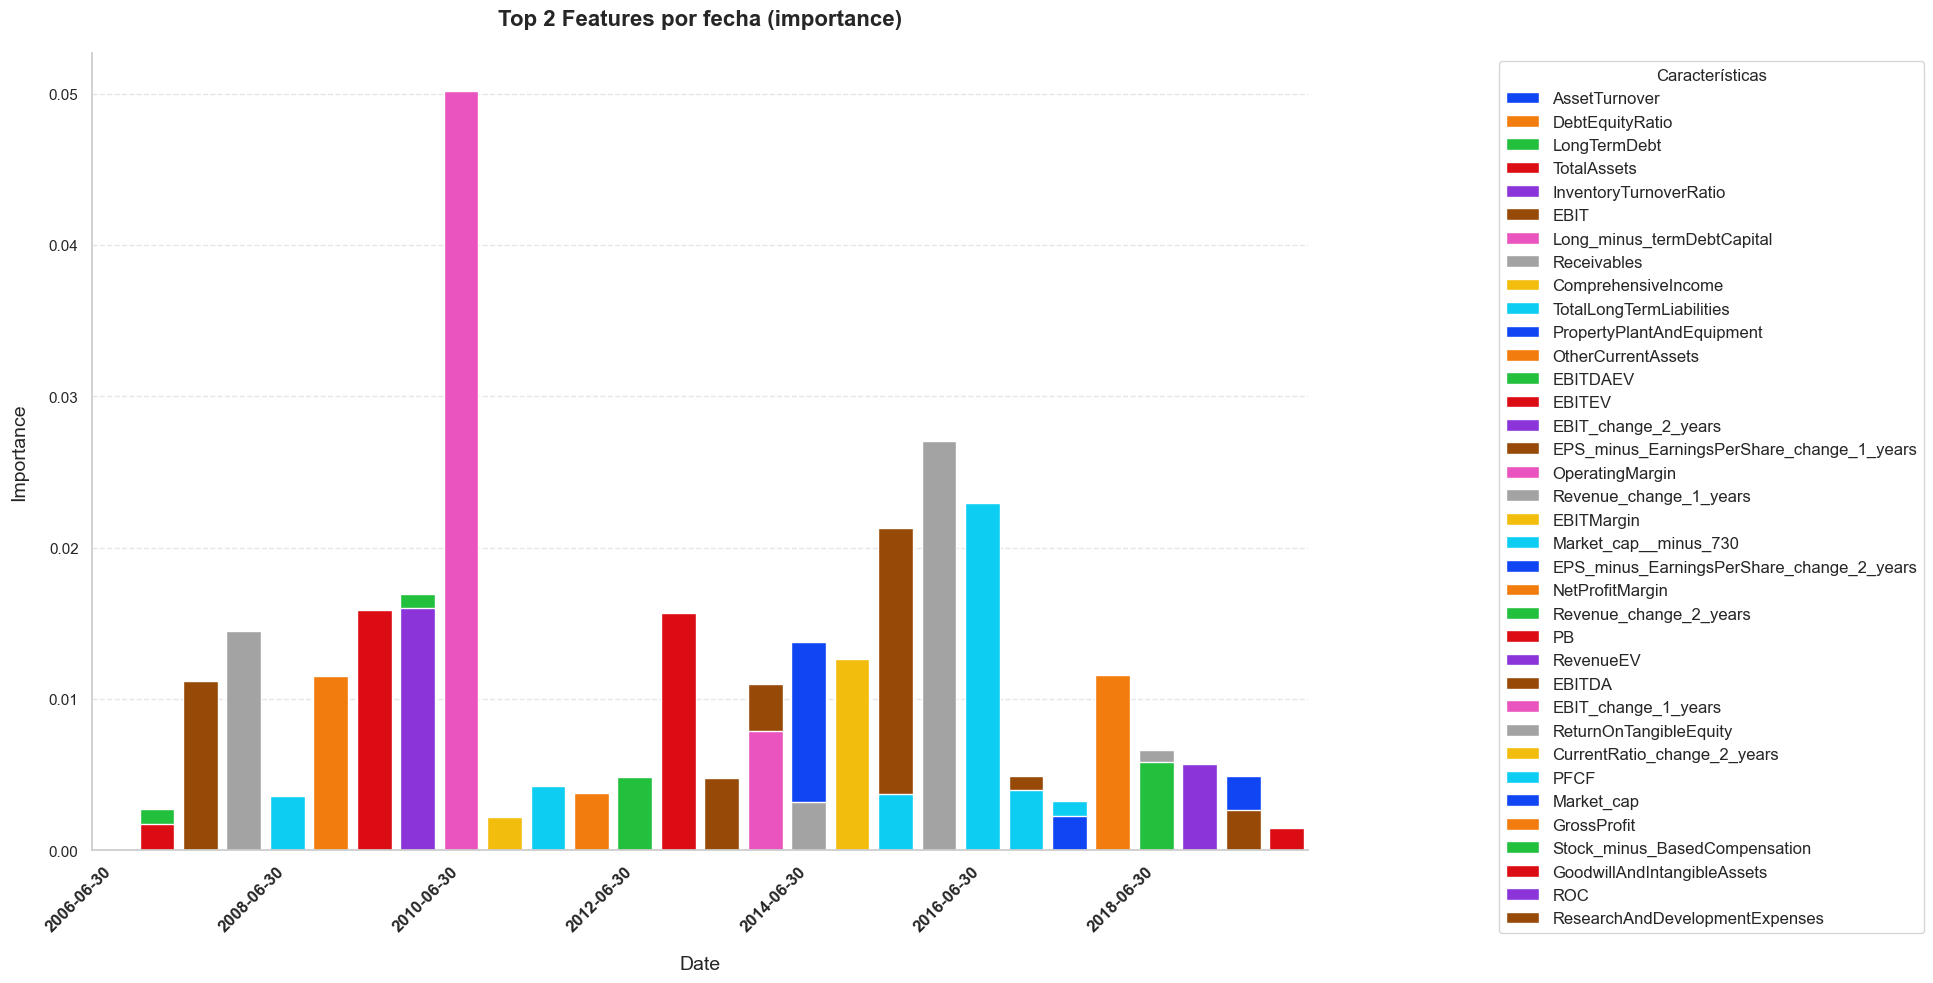 Top 2 Features por fecha (importance)
Importance
0.05
0.04
0.03
0.02
0.01
0.00
2006-06-30
2008-06-30
2010-06-30
2012-06-30
2014-06-30
2016-06-30
2018-06-30
Date
Características
AssetTurnover
DebtEquityRatio
LongTermDebt
TotalAssets
InventoryTurnoverRatio
EBIT
Long_minus_termDebtCapital
Receivables
ComprehensiveIncome
TotalLongTermLiabilities
PropertyPlantAndEquipment
OtherCurrentAssets
EBITDAEV
EBITEV
EBIT_change_2_years
EPS_minus_EarningsPerShare_change_1_years
OperatingMargin
Revenue_change_1_years
EBITMargin
Market_cap__minus_730
EPS_minus_EarningsPerShare_change_2_years
NetProfitMargin
Revenue_change_2_years
PB
RevenueEV
EBITDA
EBIT_change_1_years
ReturnOnTangibleEquity
CurrentRatio_change_2_years
PFCF
Market_cap
GrossProfit
Stock_minus_BasedCompensation
GoodwillAndIntangibleAssets
ROC
ResearchAndDevelopmentExpenses